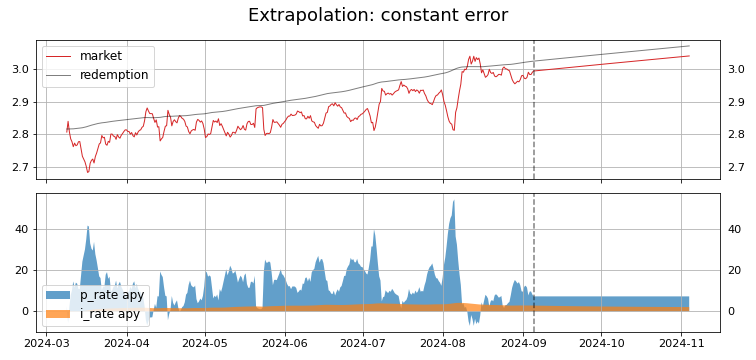 Extrapolation: constant error
market
redemption
3.0 3.0
2.9 2.9
2.8 2.8
2.7 2.7
40 40
20 20
0 0
p_rate apy
i_rate apy
2024-03 2024-04 2024-05 2024-06 2024-07 2024-08 2024-09 2024-10 2024-11